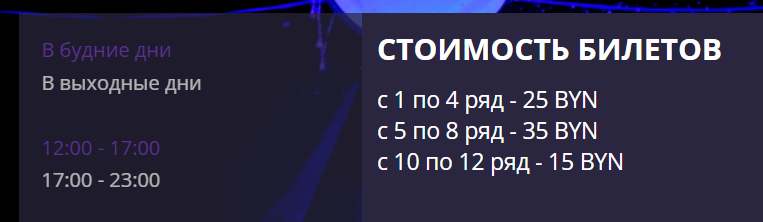 В будние дни
В выходные дни
12:00 - 17:00
17:00 - 23:00
СТОИМОСТЬ БИЛЕТОВ
с 1 по 4 ряд - 25 BYN
с 5 по 8 ряд - 35 BYN
с 10 по 12 ряд - 15 BYN